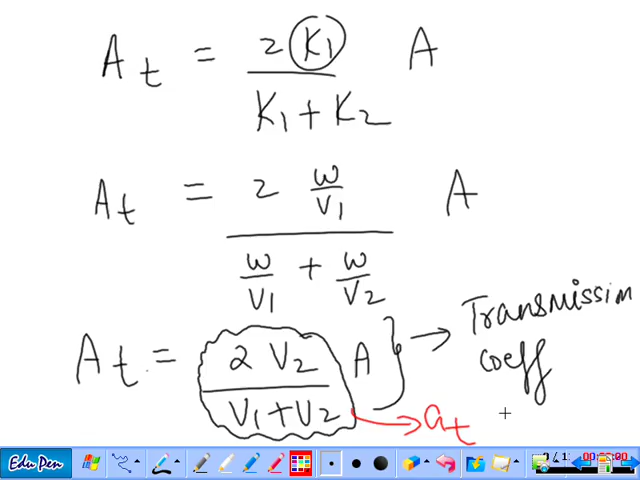 At = 2 K1 / K1 + K2 A
At = 2 w/V1 / w/V1 + w/V2 A
At = 2 V2 / V1 + V2 A } → Transmission coeff
→ at
Edu Pen